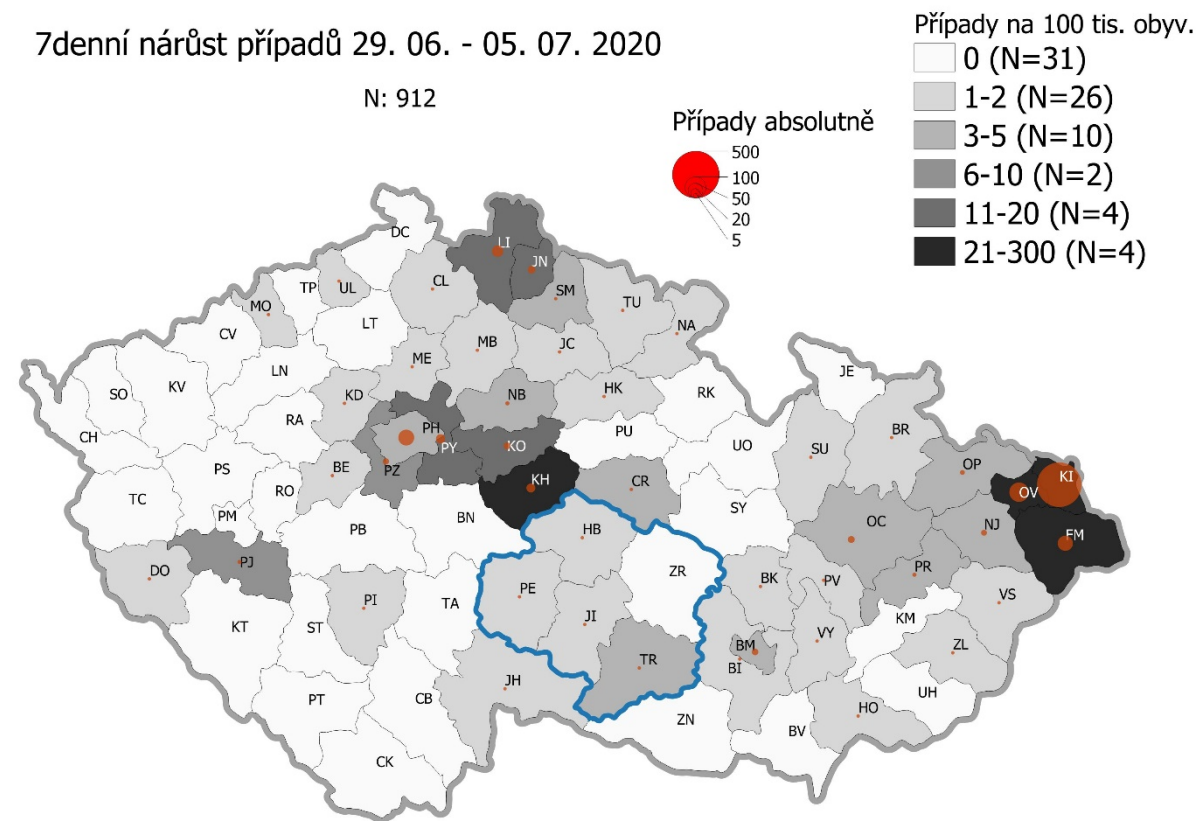 7denní nárůst případů 29. 06. - 05. 07. 2020
N: 912
Případy na 100 tis. obyv.
0 (N=31)
1-2 (N=26)
3-5 (N=10)
6-10 (N=2)
11-20 (N=4)
21-300 (N=4)
Případy absolutně
500
100
50
20
5
DC
LI
JN
TP
UL
CL
SM
MO
TU
CV
LT
NA
MB
JC
ME
LN
JE
SO
KV
KD
NB
HK
RK
RA
CH
PH
PY
KO
PU
UO
BR
SU
PS
BE
PZ
OP
KI
TC
RO
KH
CR
OV
PM
SY
BN
PB
OC
NJ
FM
HB
DO
PJ
ZR
PR
BK
PV
PE
VS
TA
PI
KT
ST
JI
KM
VY
BM
ZL
TR
BI
JH
UH
PT
CB
HO
ZN
BV
CK